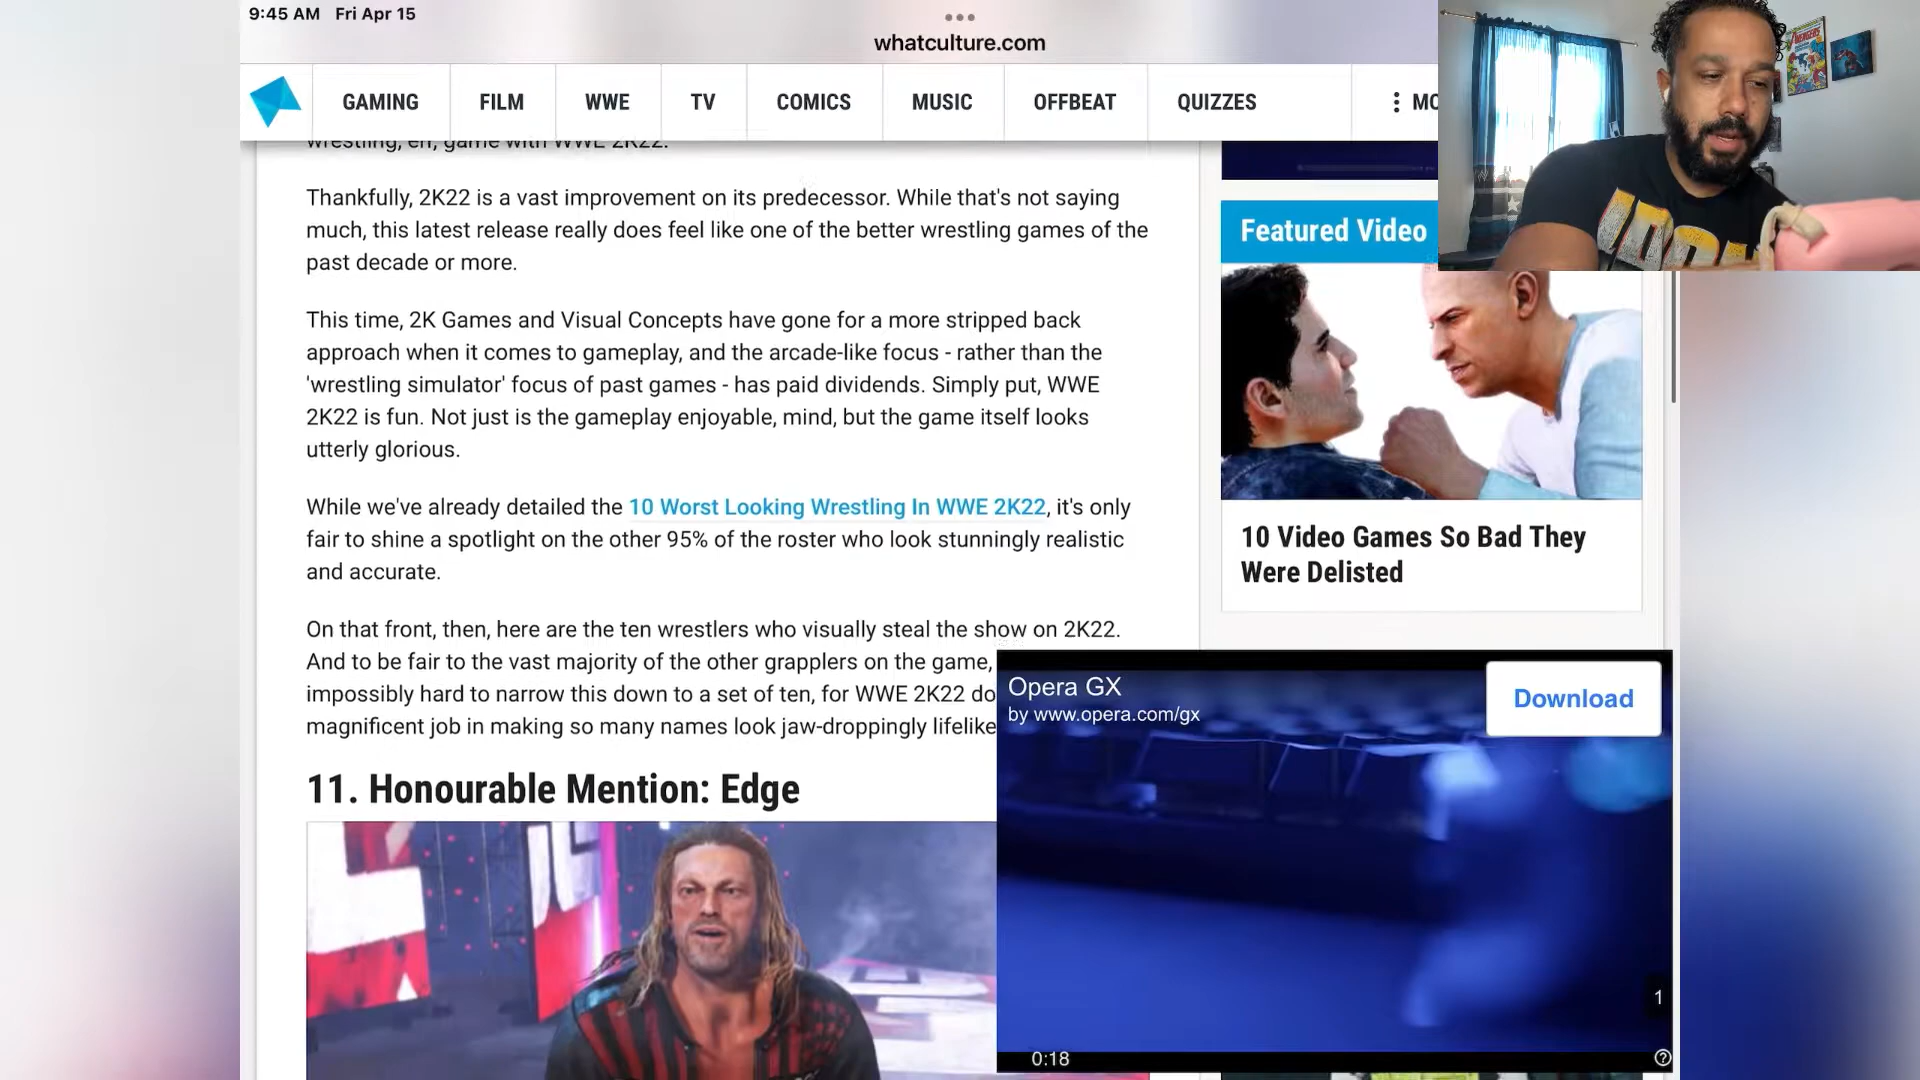 9:45 AM Fri Apr 15
whatculture.com
GAMING FILM WWE TV COMICS MUSIC OFFBEAT QUIZZES MO
wrestling, err, game with WWE 2K22.
Thankfully, 2K22 is a vast improvement on its predecessor. While that's not saying
much, this latest release really does feel like one of the better wrestling games of the
past decade or more.
This time, 2K Games and Visual Concepts have gone for a more stripped back
approach when it comes to gameplay, and the arcade-like focus - rather than the
'wrestling simulator' focus of past games - has paid dividends. Simply put, WWE
2K22 is fun. Not just is the gameplay enjoyable, mind, but the game itself looks
utterly glorious.
While we've already detailed the 10 Worst Looking Wrestling In WWE 2K22, it's only
fair to shine a spotlight on the other 95% of the roster who look stunningly realistic
and accurate.
On that front, then, here are the ten wrestlers who visually steal the show on 2K22.
And to be fair to the vast majority of the other grapplers on the game,
impossibly hard to narrow this down to a set of ten, for WWE 2K22 do
magnificent job in making so many names look jaw-droppingly lifelike
11. Honourable Mention: Edge
Featured Video
10 Video Games So Bad They
Were Delisted
Opera GX
by www.opera.com/gx
Download
1
0:18
AVENGERS